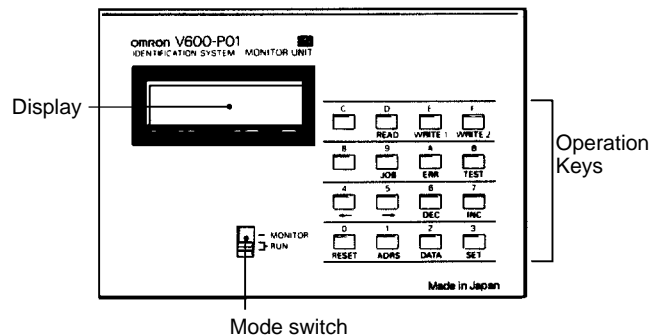 omron V600-P01
IDENTIFICATION SYSTEM MONITOR UNIT
Display
C D E F
READ WRITE 1 WRITE 2
8 9 A B
JOB ERR TEST
4 5 6 7
← → DEC INC
0 1 2 3
RESET ADRS DATA SET
Operation
Keys
MONITOR
RUN
Made in Japan
Mode switch